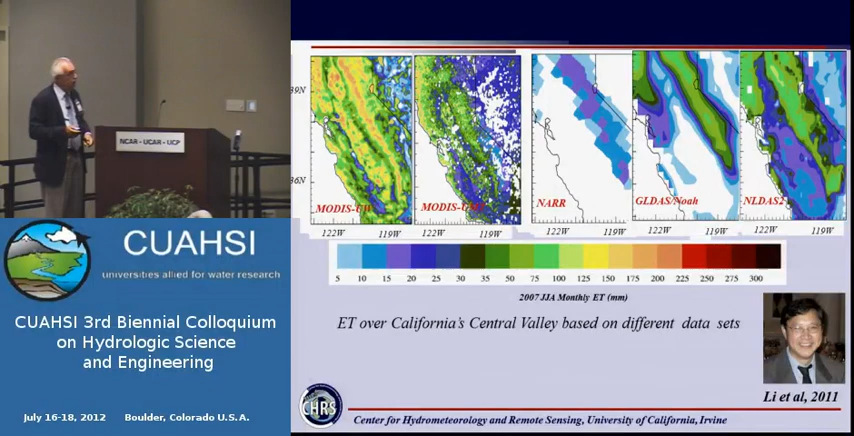 NCAR - UCAR - UCP
CUAHSI
universities allied for water research
CUAHSI 3rd Biennial Colloquium
on Hydrologic Science
and Engineering
July 16-18, 2012 Boulder, Colorado U.S.A.
39N
36N
MODIS-UW NARR GLDAS/Noah NLDAS2
122W 119W 122W 119W 122W 119W 122W 119W 122W 119W
5 10 15 20 25 30 35 50 75 100 125 150 175 200 225 250 275 300
2007 JJA Monthly ET (mm)
ET over California's Central Valley based on different data sets
Li et al, 2011
CHRS
Center for Hydrometeorology and Remote Sensing, University of California, Irvine